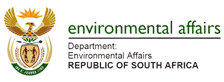 environmental affairs
Department:
Environmental Affairs
REPUBLIC OF SOUTH AFRICA